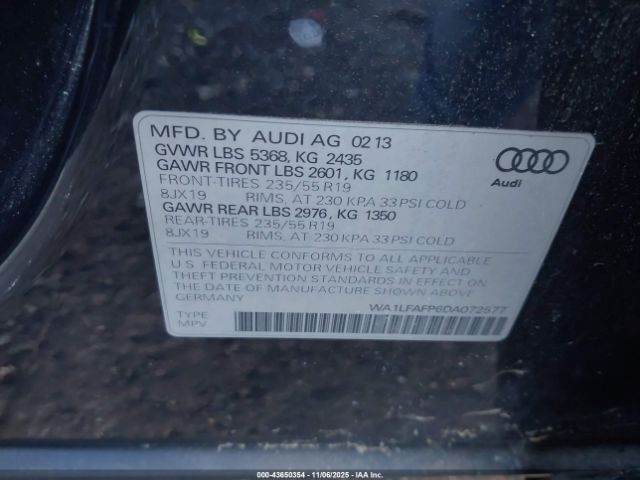 MFD. BY AUDI AG 02 13
GVWR LBS 5368, KG 2435
GAWR FRONT LBS 2601, KG 1180
FRONT-TIRES 235/55 R19
8JX19 RIMS, AT 230 KPA 33 PSI COLD
GAWR REAR LBS 2976, KG 1350
REAR-TIRES 235/55 R19
8JX19 RIMS, AT 230 KPA 33 PSI COLD
THIS VEHICLE CONFORMS TO ALL APPLICABLE
U.S. FEDERAL MOTOR VEHICLE SAFETY AND
THEFT PREVENTION STANDARDS IN EFFECT ON
THE DATE OF MANUFACTURE SHOWN ABOVE.
GERMANY
WA1LFAFP6DA072577
TYPE
MPV
Audi
000-43650354 - 11/06/2025 - IAA Inc.